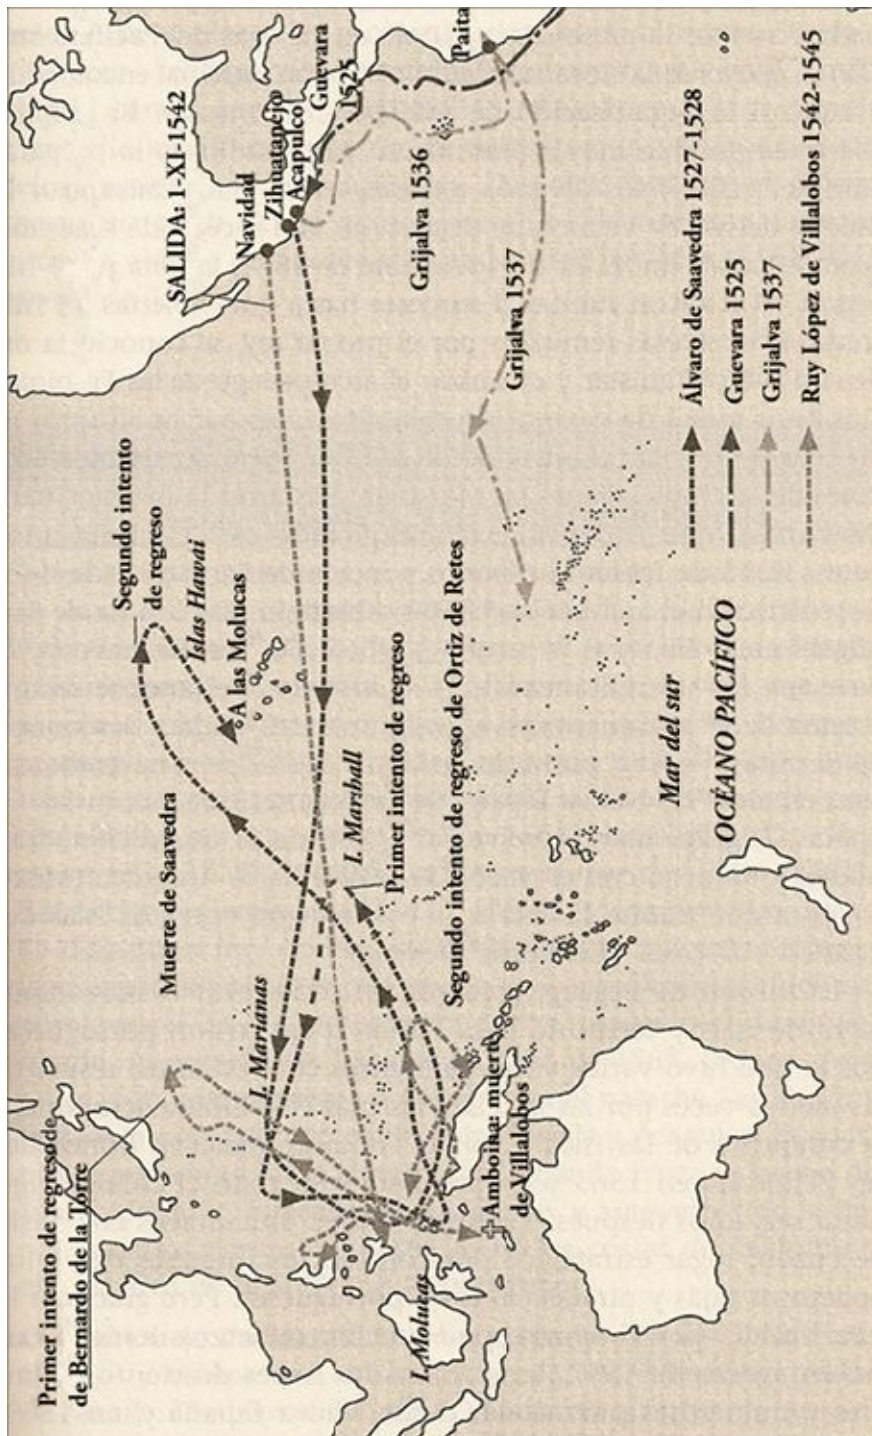 Primer intento de regreso de
de Bernardo de la Torre
Muerte de Saavedra
Segundo intento
de regreso
Islas Hawái
A las Molucas
SALIDA: 1-XI-1542
Navidad
Zihuatanejo
Acapulco
Guevara
1525
I. Marianas
I. Marshall
Primer intento de regreso
Grijalva 1536
Paita
Molucas
Segundo intento de regreso de Ortiz de Retes
Grijalva 1537
Amboina: muerte
de Villalobos
Mar del sur
OCÉANO PACÍFICO
Álvaro de Saavedra 1527-1528
Guevara 1525
Grijalva 1537
Ruy López de Villalobos 1542-1545